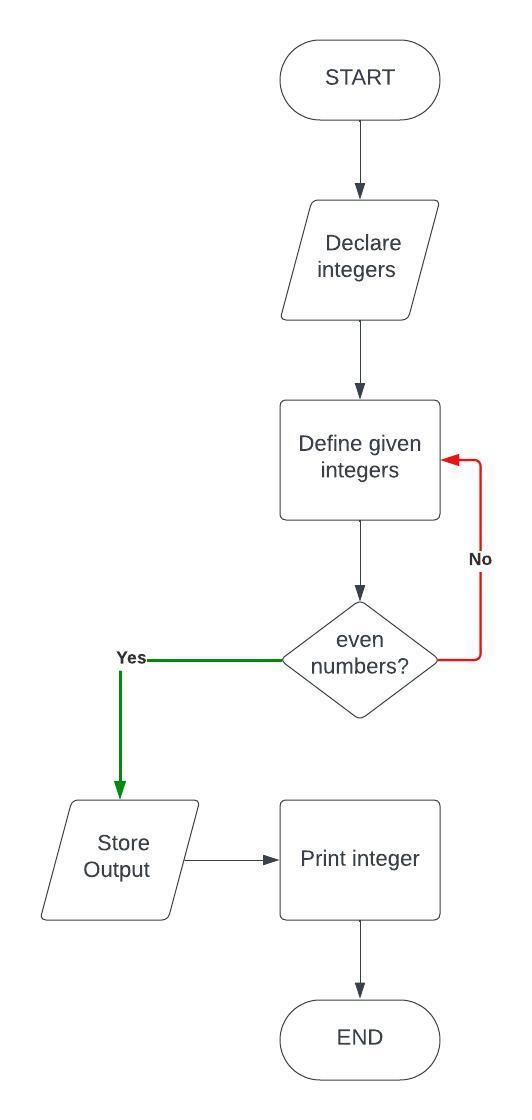 START
Declare
integers
Define given
integers
No
even
numbers?
Yes
Store
Output
Print integer
END